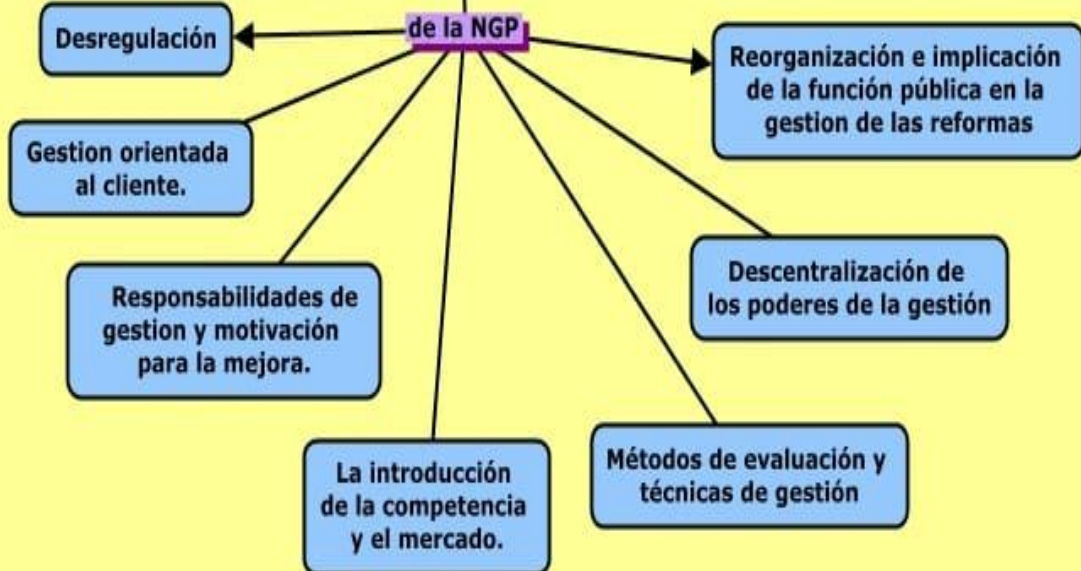 de la NGP
Desregulación
Reorganización e implicación
de la función pública en la
gestion de las reformas
Gestion orientada
al cliente.
Descentralización de
los poderes de la gestión
Responsabilidades de
gestion y motivación
para la mejora.
Métodos de evaluación y
técnicas de gestión
La introducción
de la competencia
y el mercado.